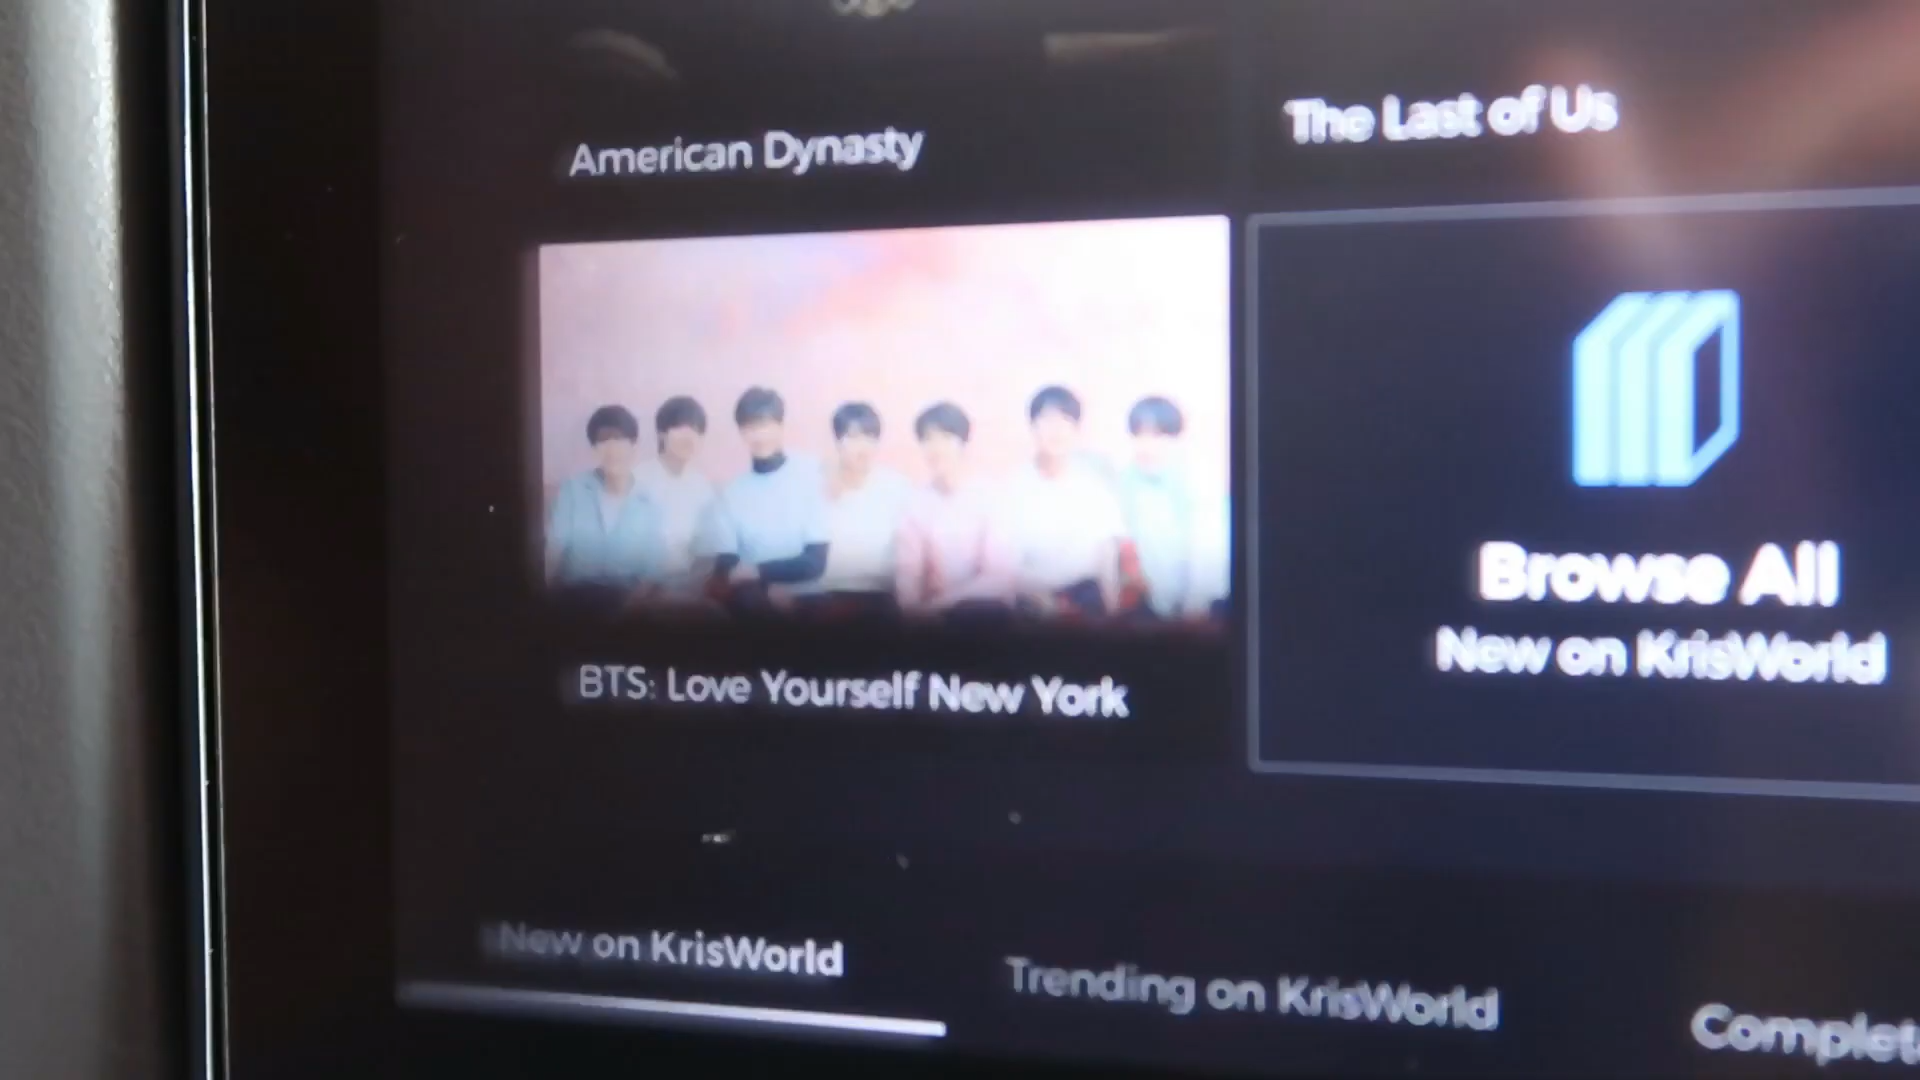 American Dynasty
The Last of Us
BTS: Love Yourself New York
Browse All
New on KrisWorld
New on KrisWorld
Trending on KrisWorld